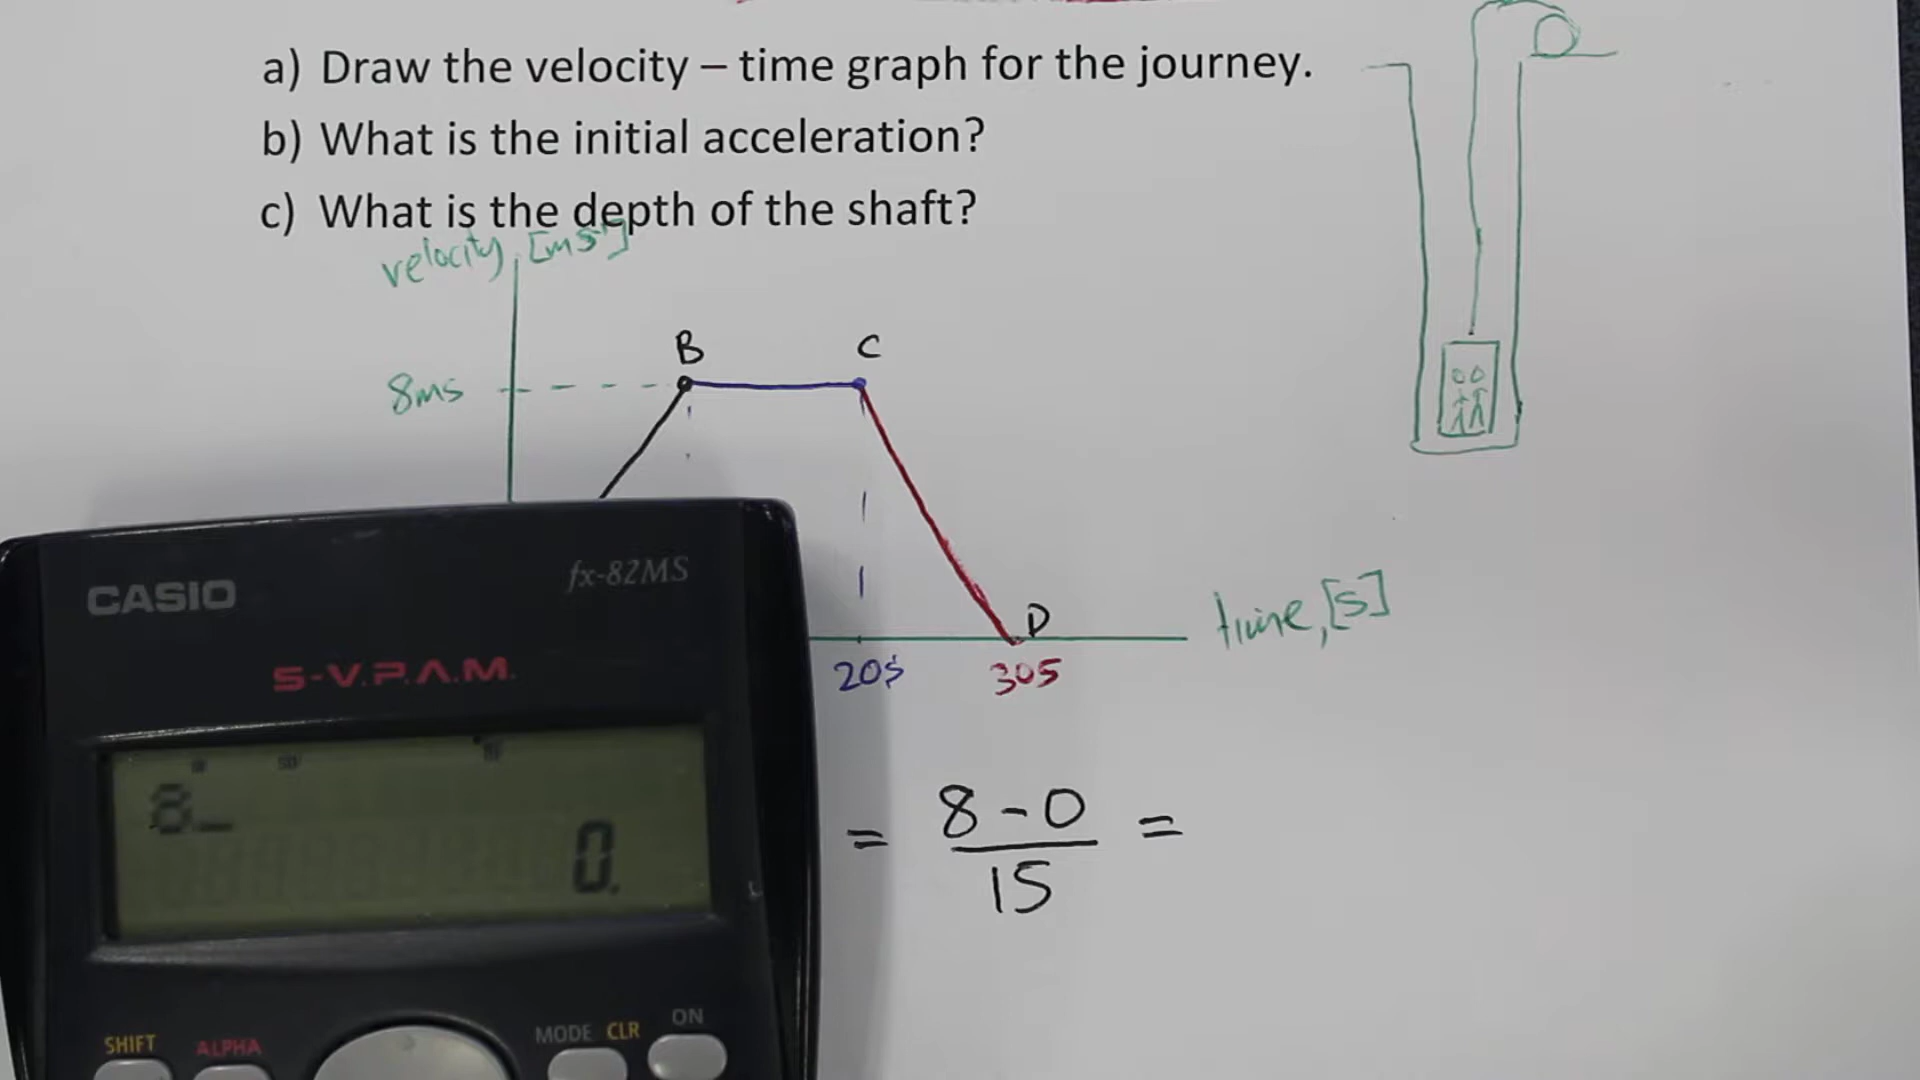 a) Draw the velocity – time graph for the journey.
b) What is the initial acceleration?
c) What is the depth of the shaft?
velocity, [ms⁻¹]
B C
8ms
CASIO fx-82MS
S-V.P.A.M.
D
time, [s]
20s 30s
8_
0.
= 8 - 0 =
15
SHIFT ALPHA MODE CLR ON